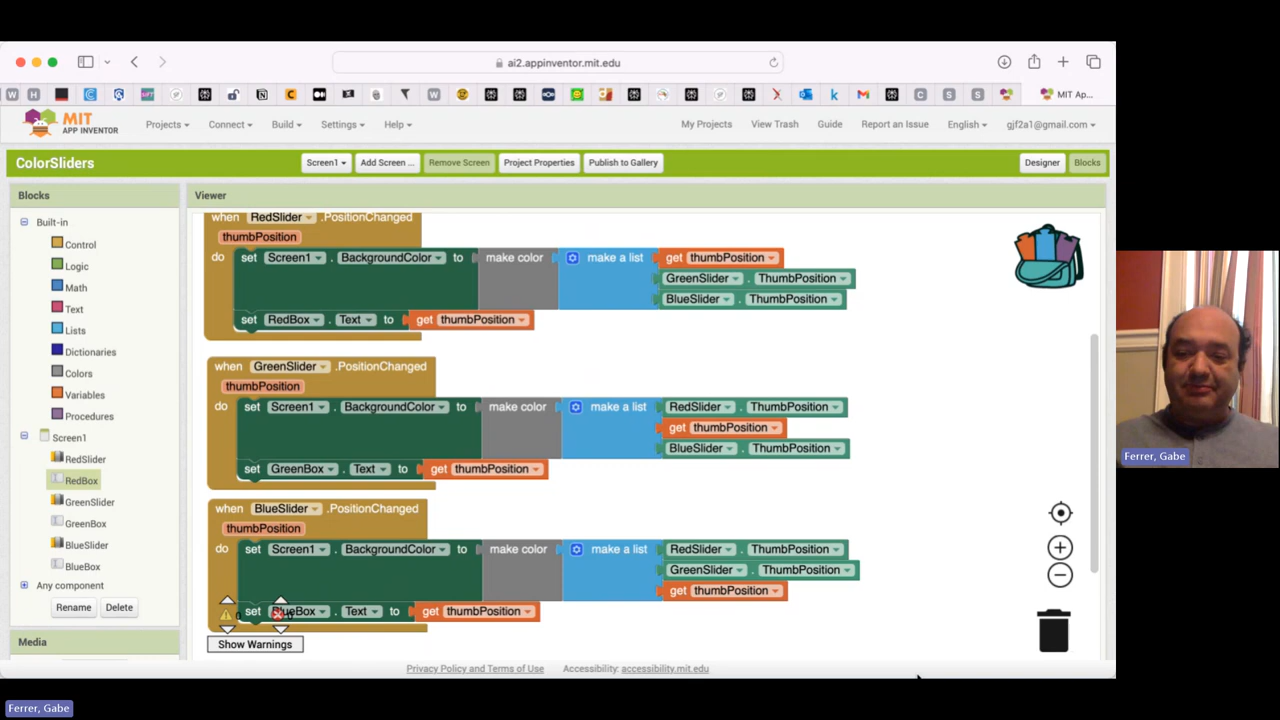 ai2.appinventor.mit.edu
MIT Ap...
MIT
APP INVENTOR
Projects
Connect
Build
Settings
Help
My Projects
View Trash
Guide
Report an Issue
English
gjf2a1@gmail.com
ColorSliders
Screen1
Add Screen ...
Remove Screen
Project Properties
Publish to Gallery
Designer
Blocks
Blocks
Viewer
Built-in
Control
Logic
Math
Text
Lists
Dictionaries
Colors
Variables
Procedures
Screen1
RedSlider
RedBox
GreenSlider
GreenBox
BlueSlider
BlueBox
Any component
Rename
Delete
Media
when RedSlider .PositionChanged
thumbPosition
do set Screen1 . BackgroundColor to make color make a list get thumbPosition
GreenSlider . ThumbPosition
BlueSlider . ThumbPosition
set RedBox . Text to get thumbPosition
when GreenSlider .PositionChanged
thumbPosition
do set Screen1 . BackgroundColor to make color make a list RedSlider . ThumbPosition
get thumbPosition
BlueSlider . ThumbPosition
set GreenBox . Text to get thumbPosition
when BlueSlider .PositionChanged
thumbPosition
do set Screen1 . BackgroundColor to make color make a list RedSlider . ThumbPosition
GreenSlider . ThumbPosition
get thumbPosition
set BlueBox . Text to get thumbPosition
Show Warnings
Privacy Policy and Terms of Use
Accessibility: accessibility.mit.edu
Ferrer, Gabe
Ferrer, Gabe